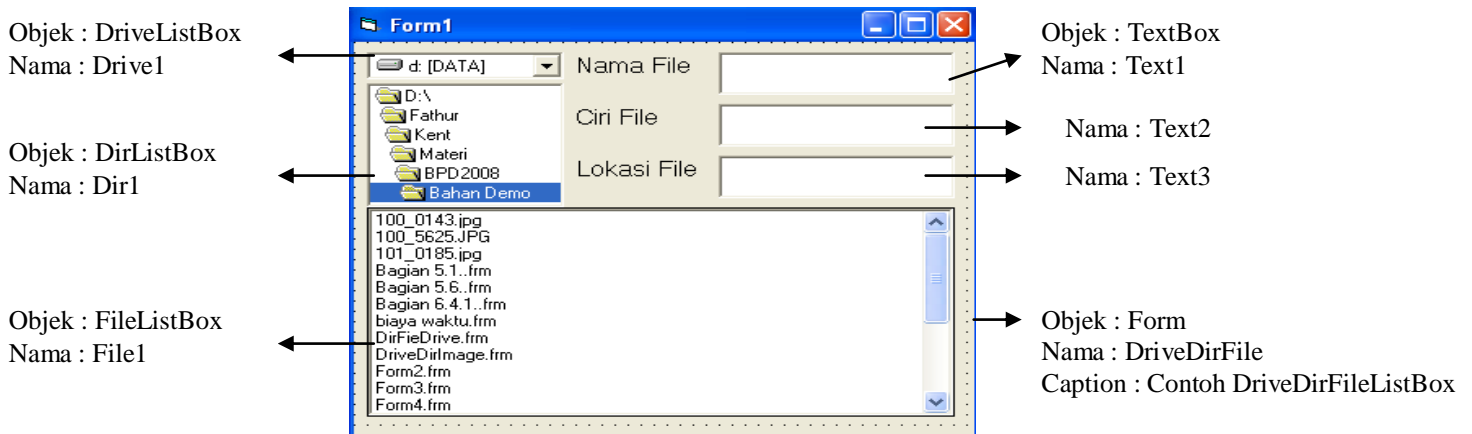 Objek : DriveListBox
Nama : Drive1
Objek : DirListBox
Nama : Dir1
Objek : FileListBox
Nama : File1
Form1
d: [DATA]
D:\
Fathur
Kent
Materi
BPD2008
Bahan Demo
Nama File
Ciri File
Lokasi File
100_0143.jpg
100_5625.JPG
101_0185.jpg
Bagian 5.1..frm
Bagian 5.6..frm
Bagian 6.4.1..frm
biaya waktu.frm
DirFieDrive.frm
DriveDirImage.frm
Form2.frm
Form3.frm
Form4.frm
Objek : TextBox
Nama : Text1
Nama : Text2
Nama : Text3
Objek : Form
Nama : DriveDirFile
Caption : Contoh DriveDirFileListBox